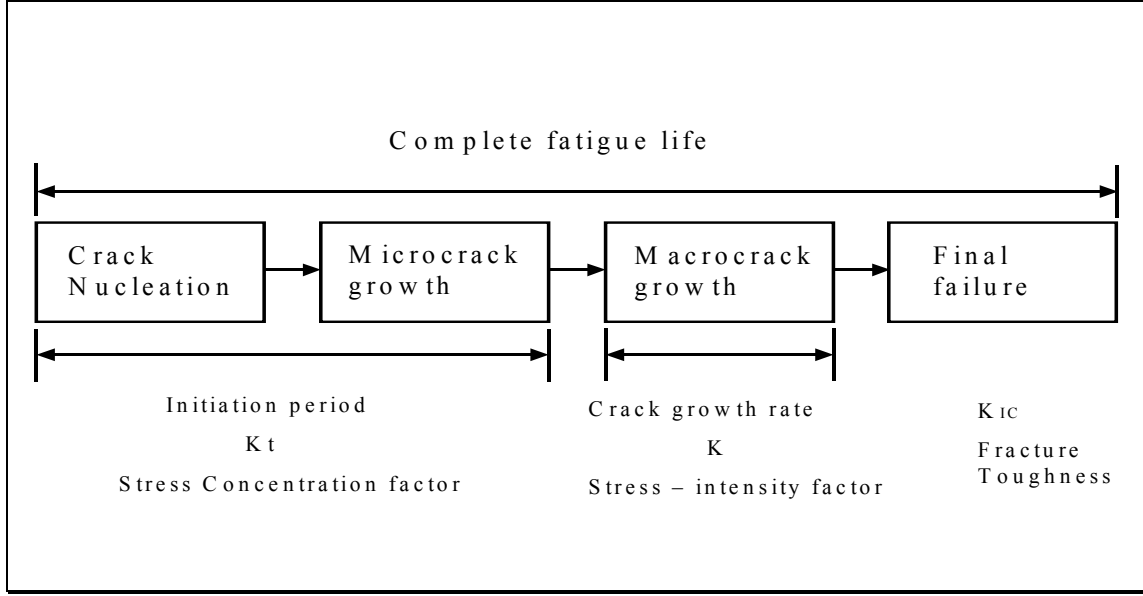 Complete fatigue life
Crack
Nucleation
Microcrack
growth
Macrocrack
growth
Final
failure
Initiation period
Kt
Stress Concentration factor
Crack growth rate
K
Stress – intensity factor
KIC
Fracture
Toughness